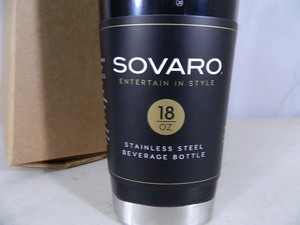 SOVARO
ENTERTAIN IN STYLE
18
OZ
STAINLESS STEEL
BEVERAGE BOTTLE